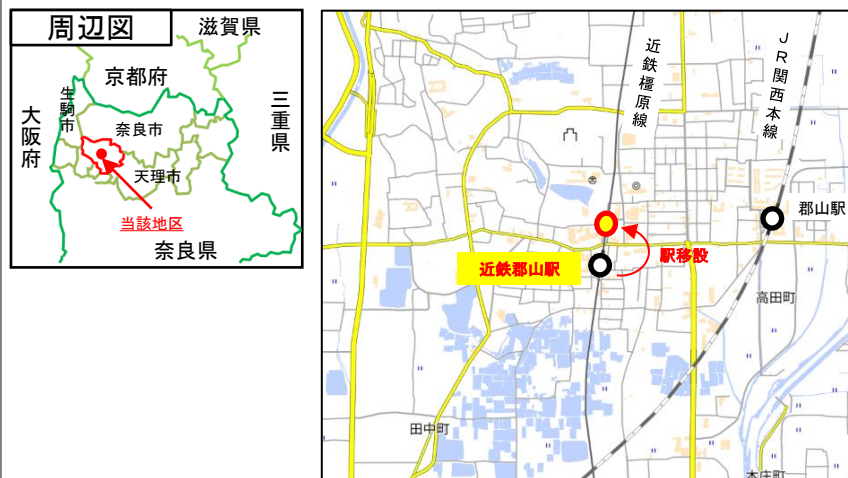 周辺図
滋賀県
京都府
生駒市
奈良市
大阪府
三重県
天理市
当該地区
奈良県
近鉄橿原線
JR関西本線
郡山駅
近鉄郡山駅
駅移設
高田町
田中町
本庄町